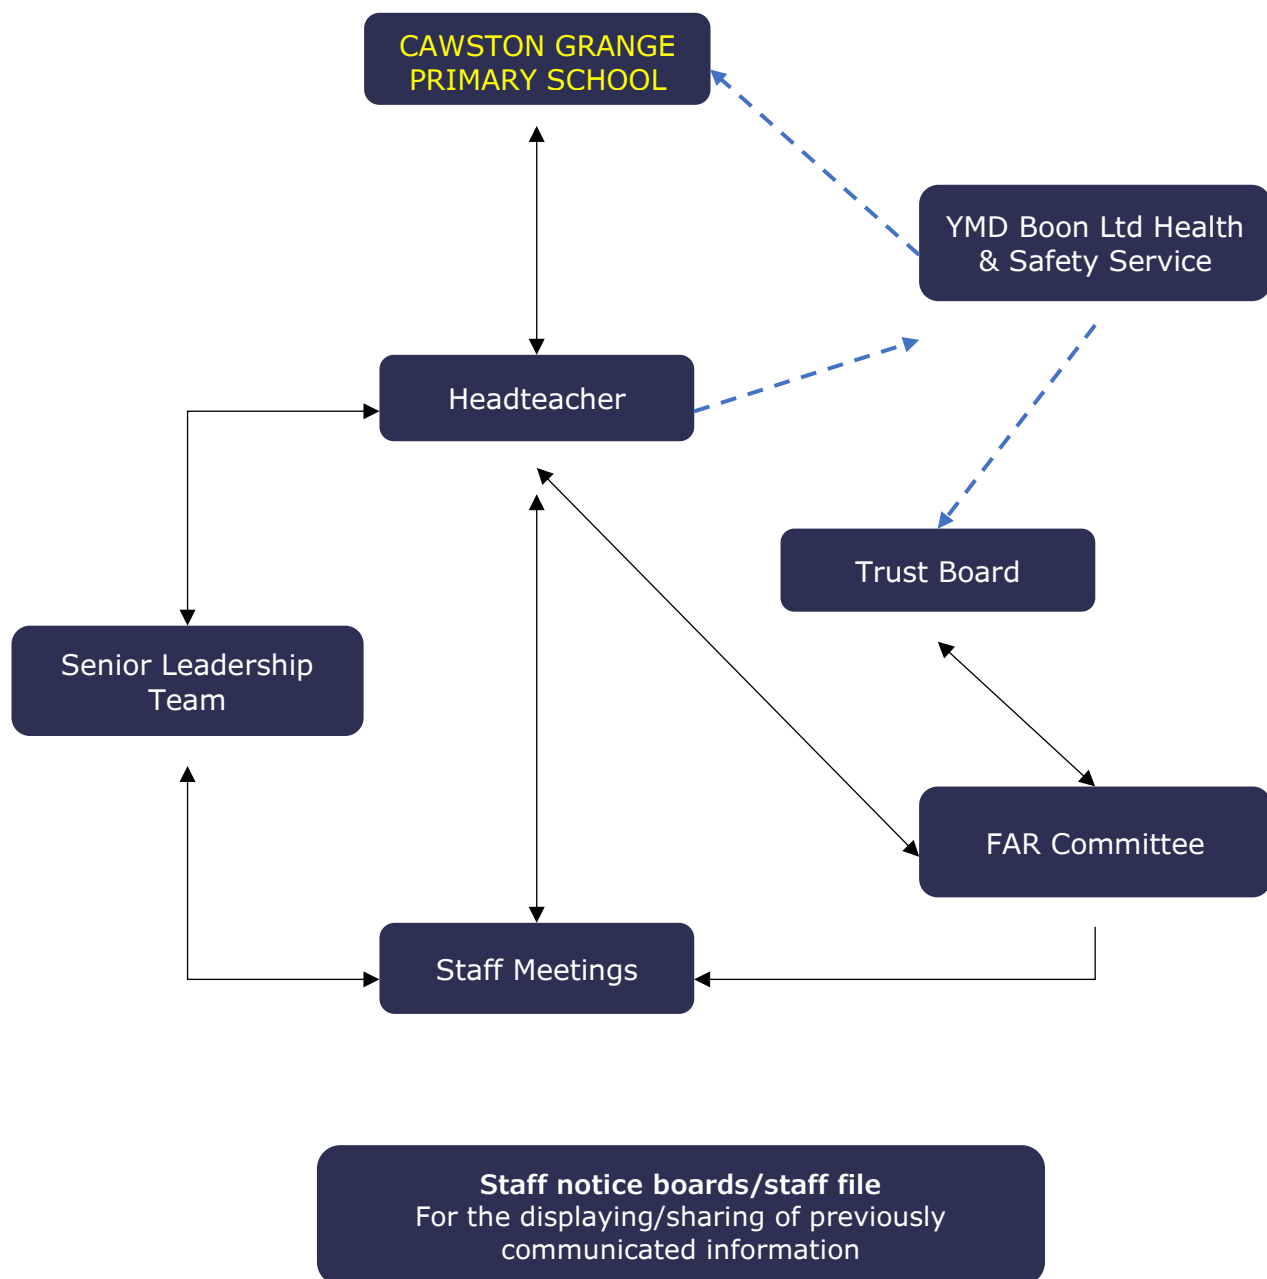 CAWSTON GRANGE
PRIMARY SCHOOL
YMD Boon Ltd Health
& Safety Service
Headteacher
Trust Board
Senior Leadership
Team
FAR Committee
Staff Meetings
Staff notice boards/staff file
For the displaying/sharing of previously
communicated information